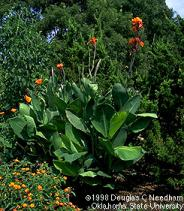 ©1998 Douglas C Needham
Oklahoma State University